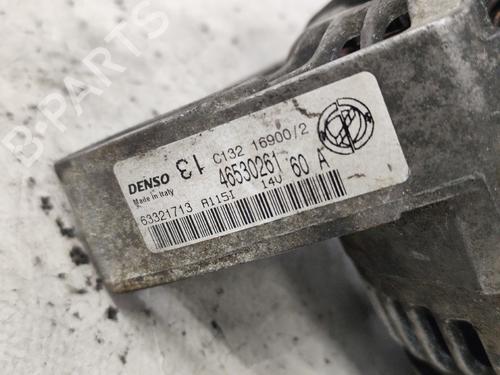 B-PARTS
DENSO 13 C132 16900/2
Made in Italy
46530261 60 A
14V
63321713 A115I